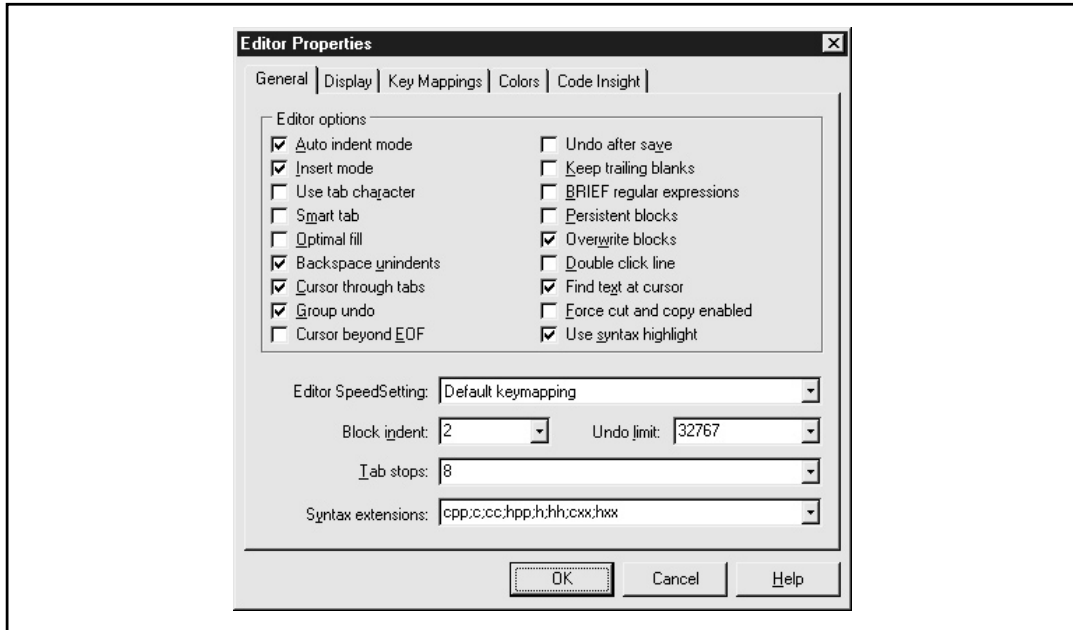 Editor Properties
General Display Key Mappings Colors Code Insight
Editor options
Auto indent mode
Insert mode
Use tab character
Smart tab
Optimal fill
Backspace unindents
Cursor through tabs
Group undo
Cursor beyond EOF
Undo after save
Keep trailing blanks
BRIEF regular expressions
Persistent blocks
Overwrite blocks
Double click line
Find text at cursor
Force cut and copy enabled
Use syntax highlight
Editor SpeedSetting: Default keymapping
Block indent: 2 Undo limit: 32767
Tab stops: 8
Syntax extensions: cpp;c;cc;hpp;h;hh;cxx;hxx
OK Cancel Help